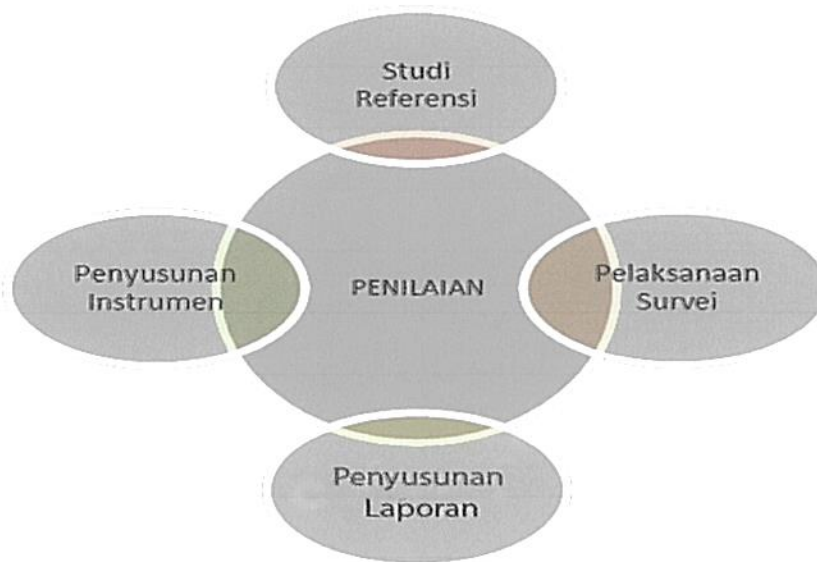 Studi
Referensi
Penyusunan
Instrumen
PENILAIAN
Pelaksanaan
Survei
Penyusunan
Laporan